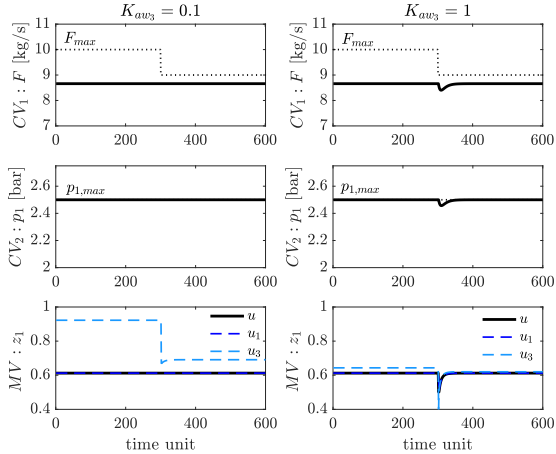 K_{aw_3} = 0.1
K_{aw_3} = 1
CV_1 : F [kg/s]
11
10
9
8
7
F_{max}
0 200 400 600
CV_1 : F [kg/s]
11
10
9
8
7
F_{max}
0 200 400 600
CV_2 : p_1 [bar]
2.6
2.4
2.2
2
p_{1,max}
0 200 400 600
CV_2 : p_1 [bar]
2.6
2.4
2.2
2
p_{1,max}
0 200 400 600
MV : z_1
1
0.8
0.6
0.4
u
u_1
u_3
0 200 400 600
time unit
MV : z_1
1
0.8
0.6
0.4
u
u_1
u_3
0 200 400 600
time unit